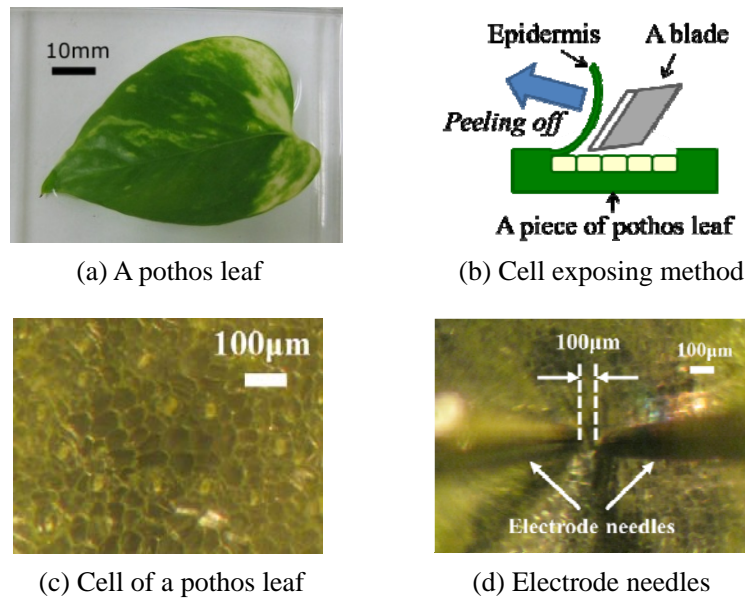 10mm
(a) A pothos leaf
Epidermis
A blade
Peeling off
A piece of pothos leaf
(b) Cell exposing method
100μm
(c) Cell of a pothos leaf
100μm
100μm
Electrode needles
(d) Electrode needles